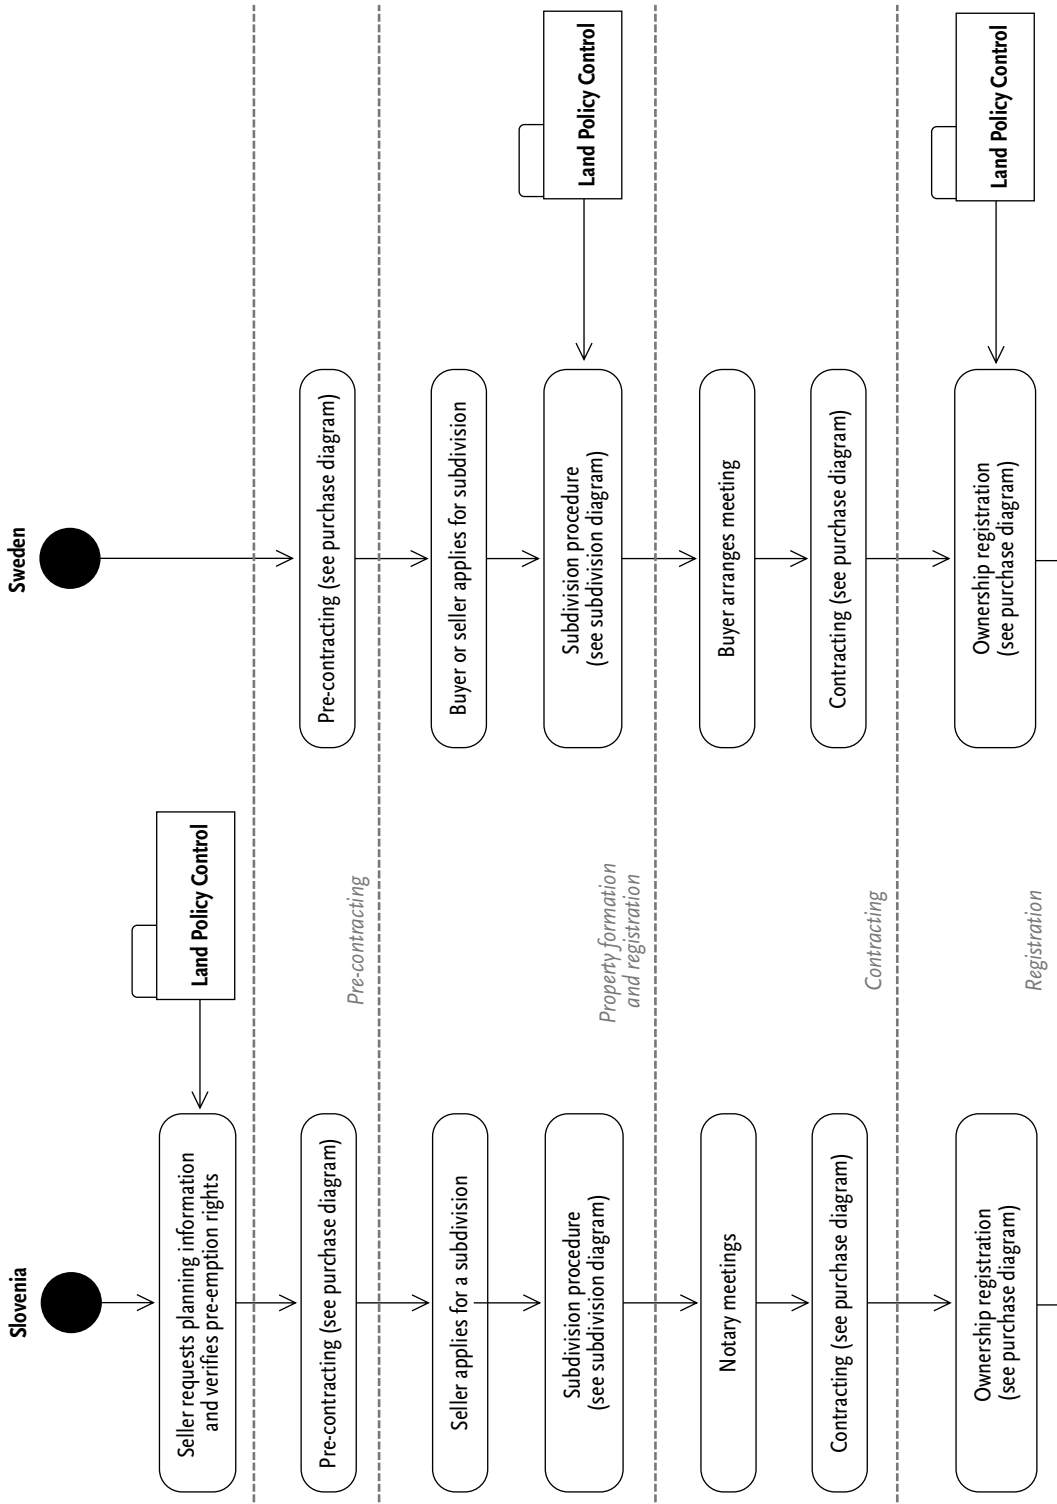 Slovenia
Seller requests planning information
and verifies pre-emption rights
Land Policy Control
Pre-contracting (see purchase diagram)
Seller applies for a subdivision
Subdivision procedure
(see subdivision diagram)
Notary meetings
Contracting (see purchase diagram)
Ownership registration
(see purchase diagram)
Pre-contracting
Property formation
and registration
Contracting
Registration
Sweden
Pre-contracting (see purchase diagram)
Buyer or seller applies for subdivision
Subdivision procedure
(see subdivision diagram)
Land Policy Control
Buyer arranges meeting
Contracting (see purchase diagram)
Ownership registration
(see purchase diagram)
Land Policy Control